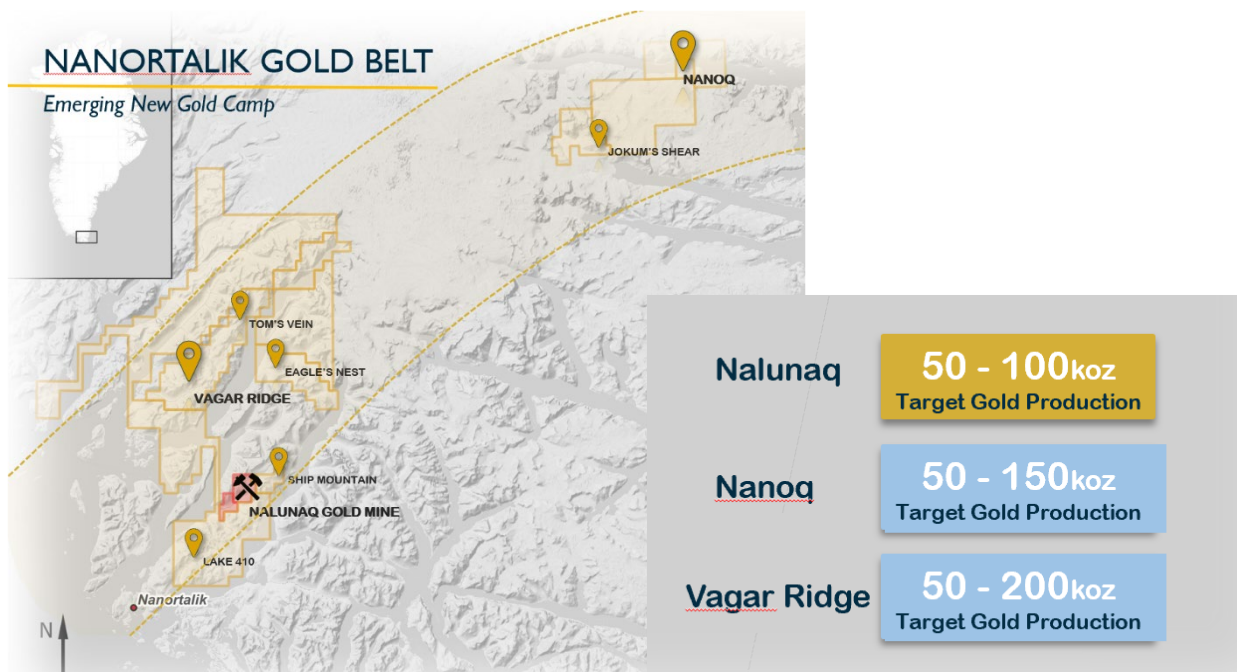 NANORTALIK GOLD BELT
Emerging New Gold Camp
NANOQ
JOKUM'S SHEAR
TOM'S VEIN
EAGLE'S NEST
VAGAR RIDGE
SHIP MOUNTAIN
NALUNAQ GOLD MINE
LAKE 410
Nanortalik
N
Nalunaq
50 - 100koz
Target Gold Production
Nanoq
50 - 150koz
Target Gold Production
Vagar Ridge
50 - 200koz
Target Gold Production